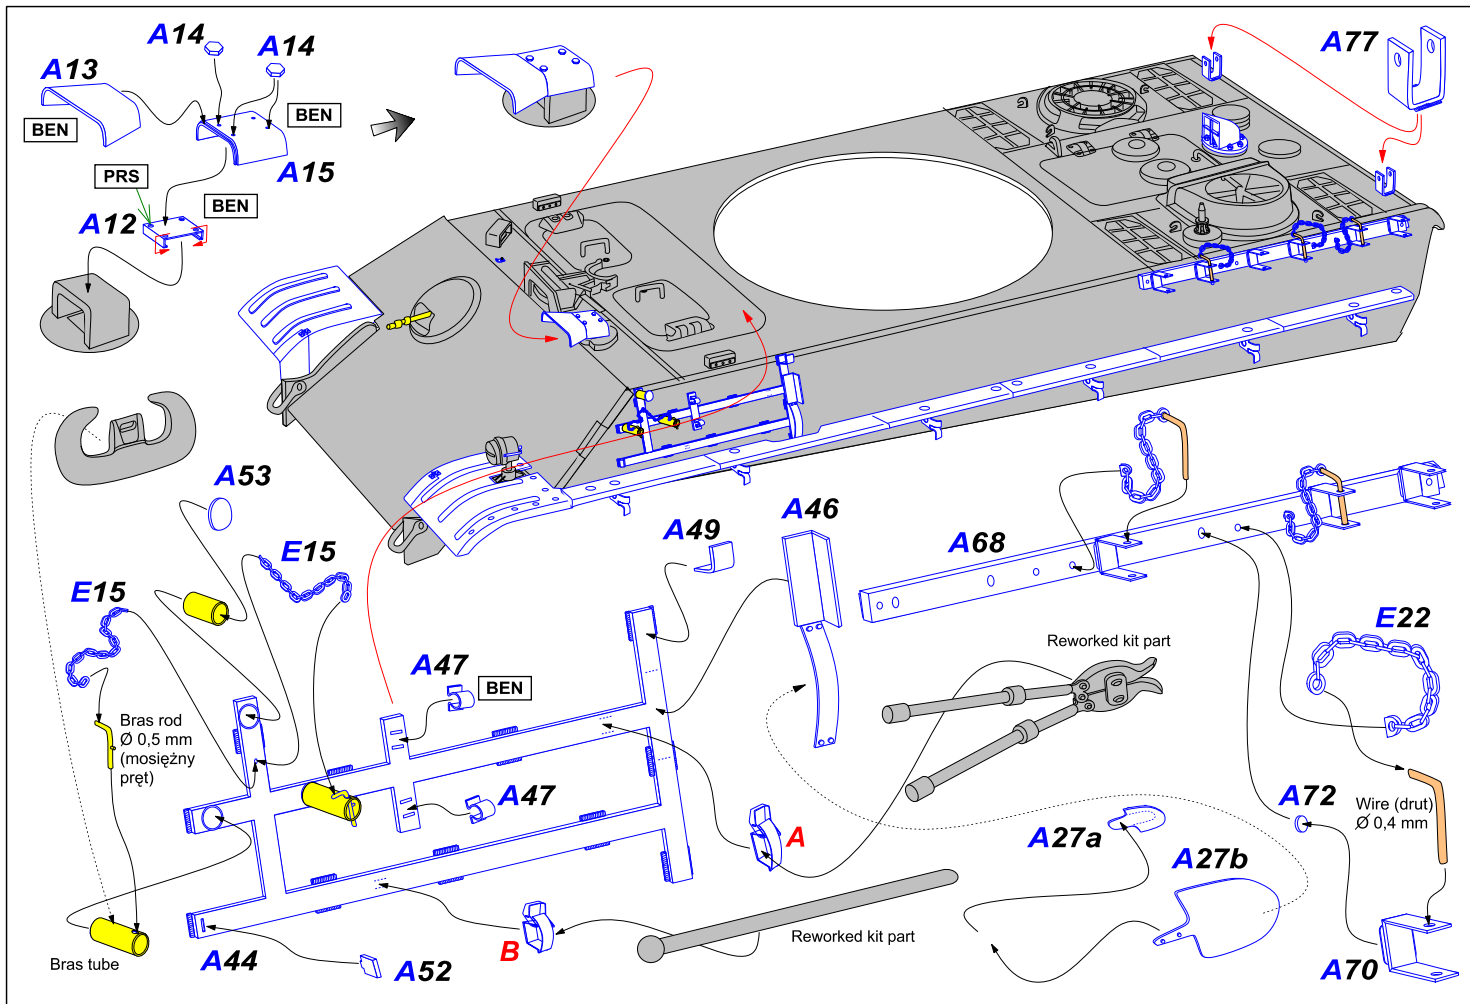 A14
A14
A13
BEN
BEN
A15
PRS
BEN
A12
A77
A53
E15
E15
A49
A46
A68
E22
Reworked kit part
A47
BEN
Bras rod
Ø 0,5 mm
(mosiężny
pręt)
A47
A
A27a
A27b
A72
Wire (drut)
Ø 0,4 mm
B
Reworked kit part
Bras tube
A44
A52
A70